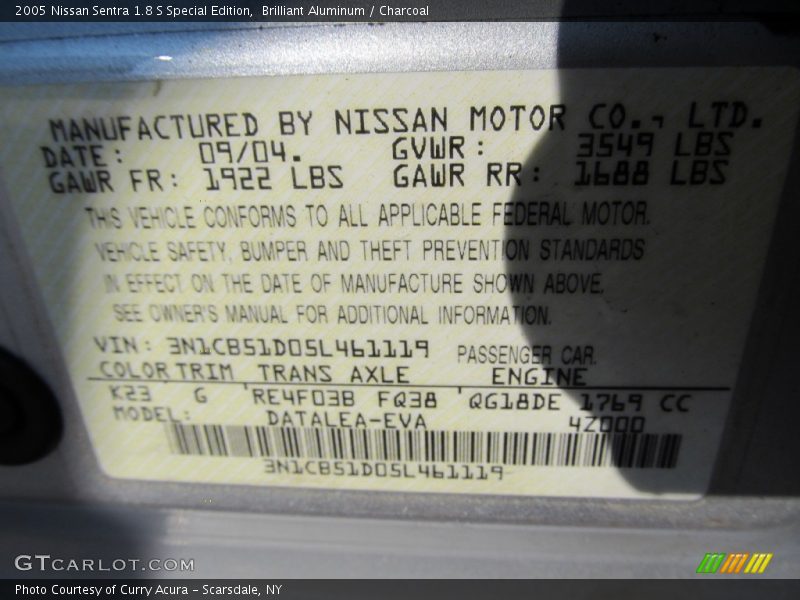 2005 Nissan Sentra 1.8 S Special Edition, Brilliant Aluminum / Charcoal
MANUFACTURED BY NISSAN MOTOR CO., LTD.
DATE: 09/04. GVWR: 3549 LBS
GAWR FR: 1922 LBS GAWR RR: 1688 LBS
THIS VEHICLE CONFORMS TO ALL APPLICABLE FEDERAL MOTOR.
VEHICLE SAFETY, BUMPER AND THEFT PREVENTION STANDARDS
IN EFFECT ON THE DATE OF MANUFACTURE SHOWN ABOVE.
SEE OWNER'S MANUAL FOR ADDITIONAL INFORMATION.
VIN: 3N1CB51D05L461119 PASSENGER CAR.
COLOR TRIM TRANS AXLE ENGINE
K23 G 'RE4F03B FQ38 'QG18DE 1769 CC
MODEL: DATALEA-EVA 4Z000
3N1CB51D05L461119
GTCARLOT.COM
Photo Courtesy of Curry Acura - Scarsdale, NY